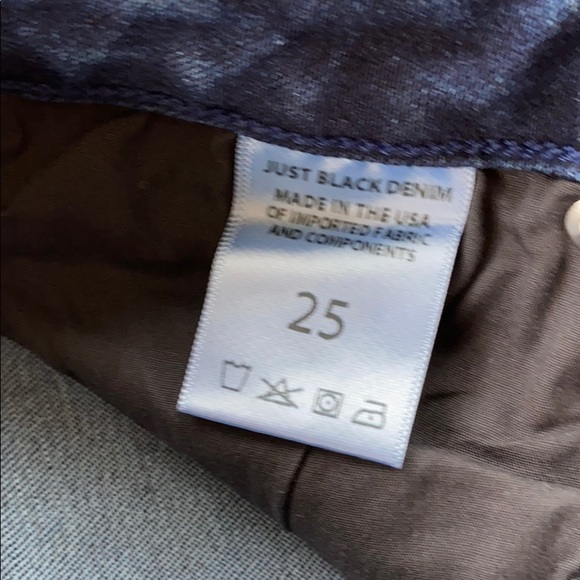 JUST BLACK DENIM
MADE IN THE USA
OF IMPORTED FABRIC
AND COMPONENTS
25